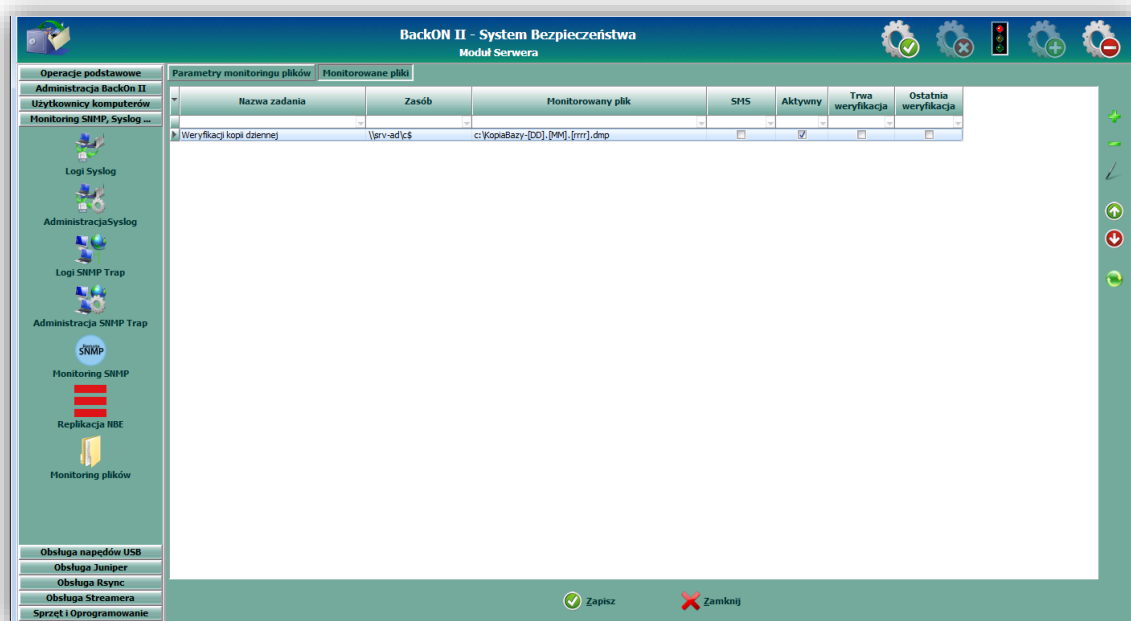 BackON II - System Bezpieczeństwa
Moduł Serwera
Operacje podstawowe
Administracja BackOn II
Użytkownicy komputerów
Monitoring SNMP, Syslog ...
Logi Syslog
AdministracjaSyslog
Logi SNMP Trap
Administracja SNMP Trap
SNMP
Monitoring SNMP
Replikacja NBE
Monitoring plików
Obsługa napędów USB
Obsługa Juniper
Obsługa Rsync
Obsługa Streamera
Sprzęt i Oprogramowanie
Parametry monitoringu plików Monitorowane pliki
Nazwa zadania Zasób Monitorowany plik SMS Aktywny Trwa weryfikacja Ostatnia weryfikacja
Weryfikacji kopii dziennej \\srv-ad\c$ c:\KopiaBazy-[DD].[MM].[rrrr].dmp
Zapisz Zamknij